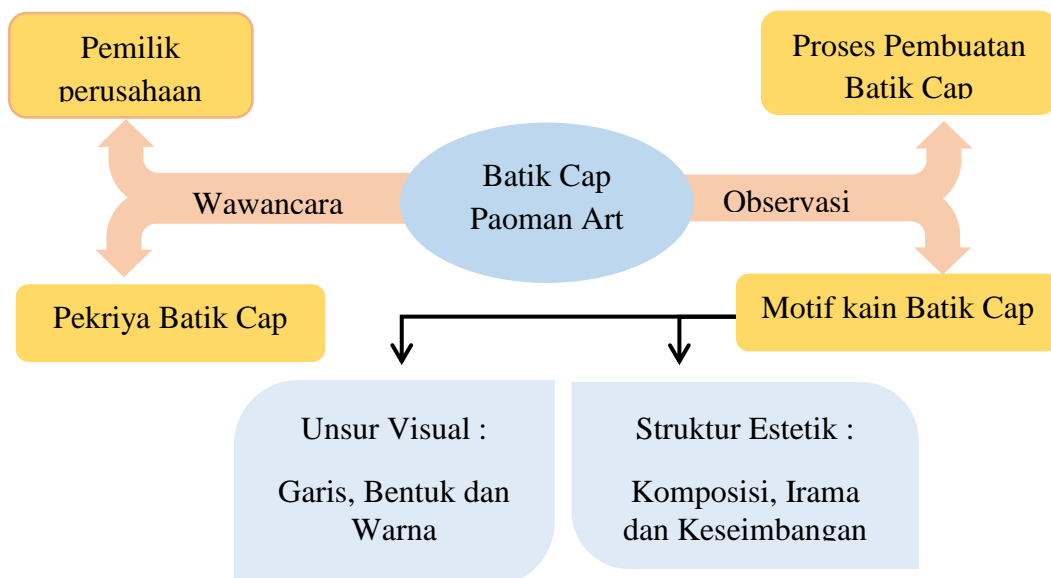 Pemilik
perusahaan
Proses Pembuatan
Batik Cap
Batik Cap
Paoman Art
Wawancara
Observasi
Pekriya Batik Cap
Motif kain Batik Cap
Unsur Visual :
Garis, Bentuk dan
Warna
Struktur Estetik :
Komposisi, Irama
dan Keseimbangan